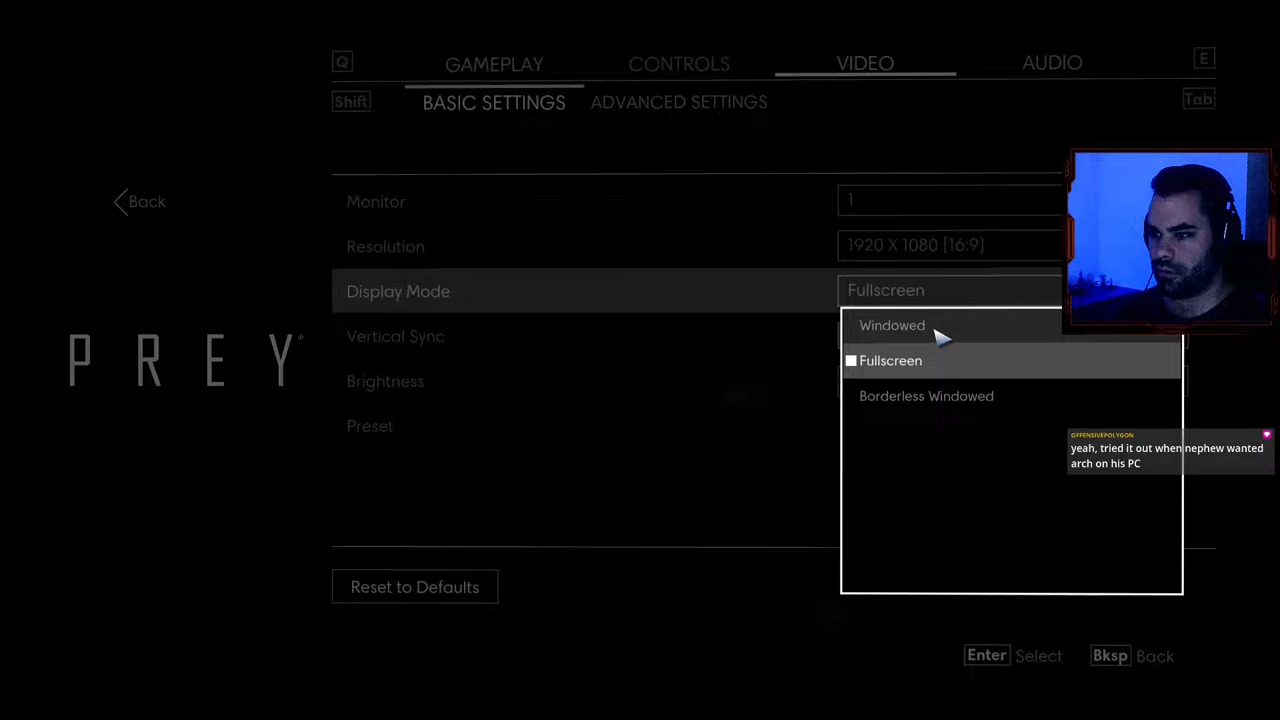 Q
GAMEPLAY
CONTROLS
VIDEO
AUDIO
E
Shift
BASIC SETTINGS
ADVANCED SETTINGS
Tab
Back
Monitor
1
Resolution
1920 X 1080 [16:9]
Display Mode
Fullscreen
Windowed
Vertical Sync
Fullscreen
Brightness
Borderless Windowed
Preset
PREY
OFFENSIVEPOLYGON
yeah, tried it out when nephew wanted
arch on his PC
Reset to Defaults
Enter Select
Bksp Back